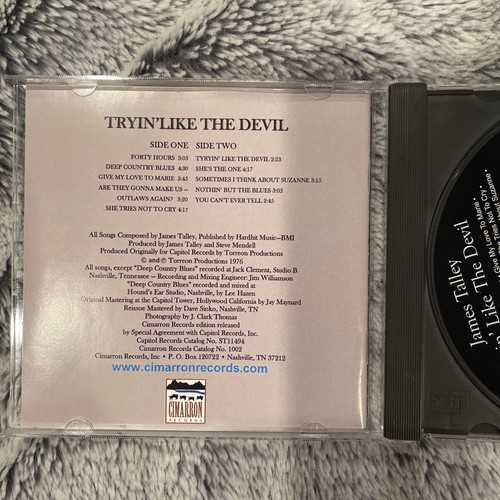 TRYIN'LIKE THE DEVIL
SIDE ONE
FORTY HOURS 3:05
DEEP COUNTRY BLUES 4:30
GIVE MY LOVE TO MARIE 3:45
ARE THEY GONNA MAKE US –
OUTLAWS AGAIN? 3:20
SHE TRIES NOT TO CRY 4:17
SIDE TWO
TYRYIN' LIKE THE DEVIL 2:23
SHE'S THE ONE 4:17
SOMETIMES I THINK ABOUT SUZANNE 3:15
NOTHIN' BUT THE BLUES 3:05
YOU CAN'T EVER TELL 2:45
All Songs Composed by James Talley, Published by Hardhit Music–BMI
Produced by James Talley and Steve Mendell
Produced Originally for Capitol Records by Torreon Productions
© and ℗ Torreon Productions 1976
All songs, except "Deep Country Blues" recorded at Jack Clement, Studio B
Nashville, Tennessee – Recording and Mixing Engineer: Jim Williamson
"Deep Country Blues" recorded and mixed at
Hound's Ear Studio, Nashville, by Lee Hazen
Original Mastering at the Capitol Tower, Hollywood California by Jay Maynard
Reissue Mastered by Dave Sinko, Nashville, TN
Photography by J. Clark Thomas
Cimarron Records edition released
by Special Agreement with Capitol Records, Inc.
Capitol Records Catalog No. ST11494
Cimarron Records Catalog No. 1002
Cimarron Records, Inc • P. O. Box 120722 • Nashville, TN 37212
www.cimarronrecords.com
CIMARRON
RECORDS
James Talley
Like The Devil
Give My Love To Marie •
Tries Not To Cry •
About Suzanne •